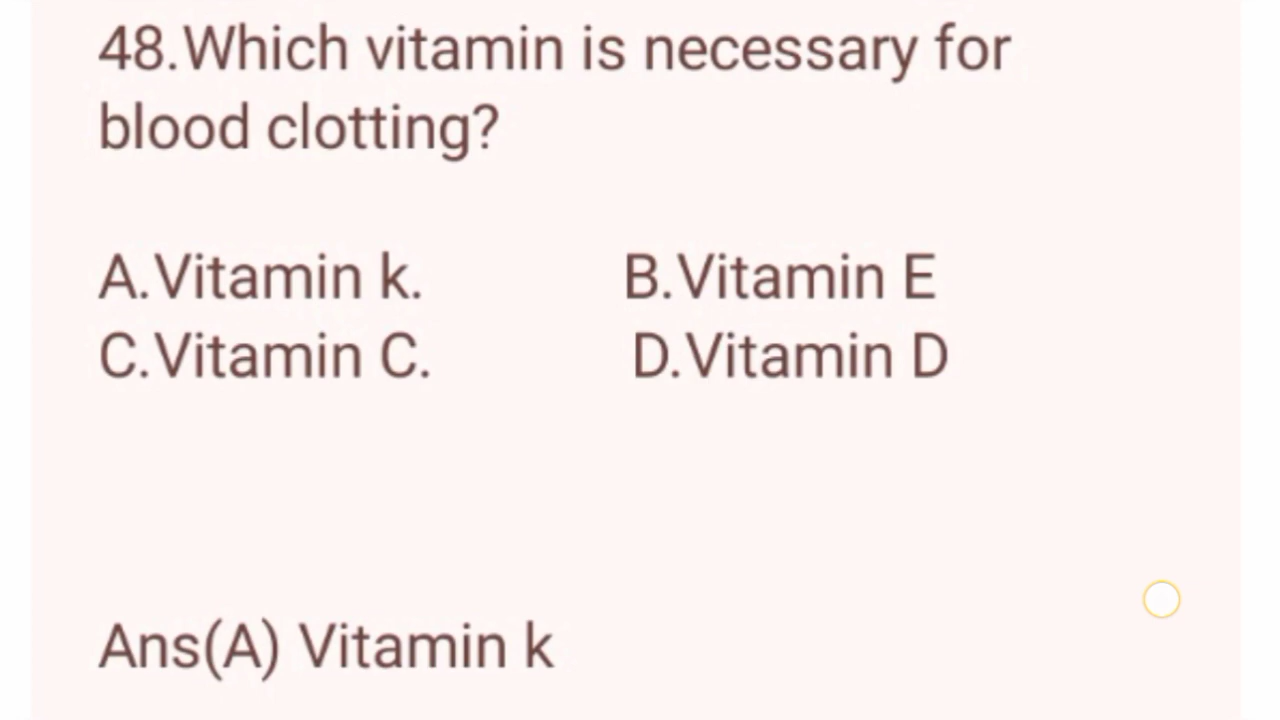 48.Which vitamin is necessary for
blood clotting?
A.Vitamin k. B.Vitamin E
C.Vitamin C. D.Vitamin D
Ans(A) Vitamin k